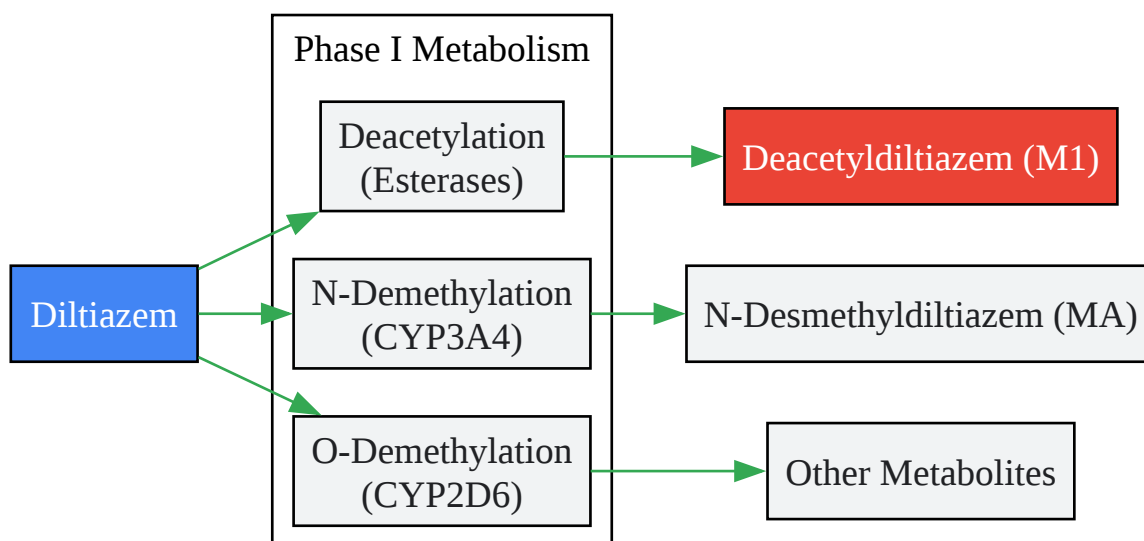 Phase I Metabolism
Deacetylation
(Esterases)
Deacetyldiltiazem (M1)
Diltiazem
N-Demethylation
(CYP3A4)
N-Desmethyldiltiazem (MA)
O-Demethylation
(CYP2D6)
Other Metabolites